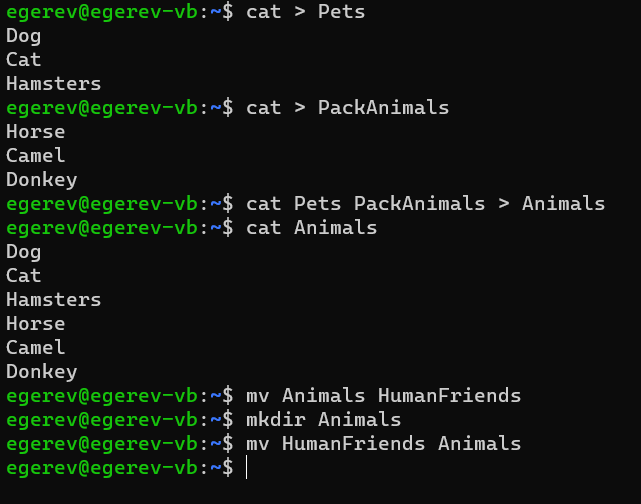 egerev@egerev-vb:~$ cat > Pets
Dog
Cat
Hamsters
egerev@egerev-vb:~$ cat > PackAnimals
Horse
Camel
Donkey
egerev@egerev-vb:~$ cat Pets PackAnimals > Animals
egerev@egerev-vb:~$ cat Animals
Dog
Cat
Hamsters
Horse
Camel
Donkey
egerev@egerev-vb:~$ mv Animals HumanFriends
egerev@egerev-vb:~$ mkdir Animals
egerev@egerev-vb:~$ mv HumanFriends Animals
egerev@egerev-vb:~$